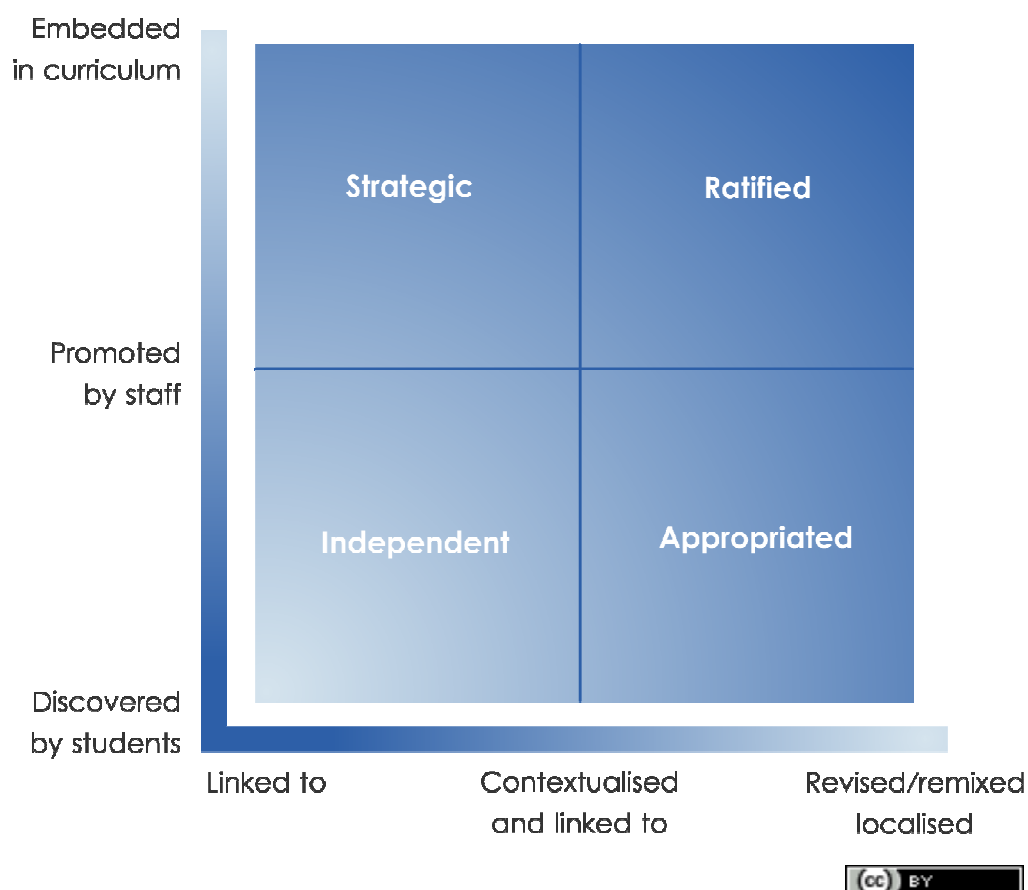 Embedded
in curriculum
Strategic
Ratified
Promoted
by staff
Independent
Appropriated
Discovered
by students
Linked to
Contextualised
and linked to
Revised/remixed
localised
cc BY